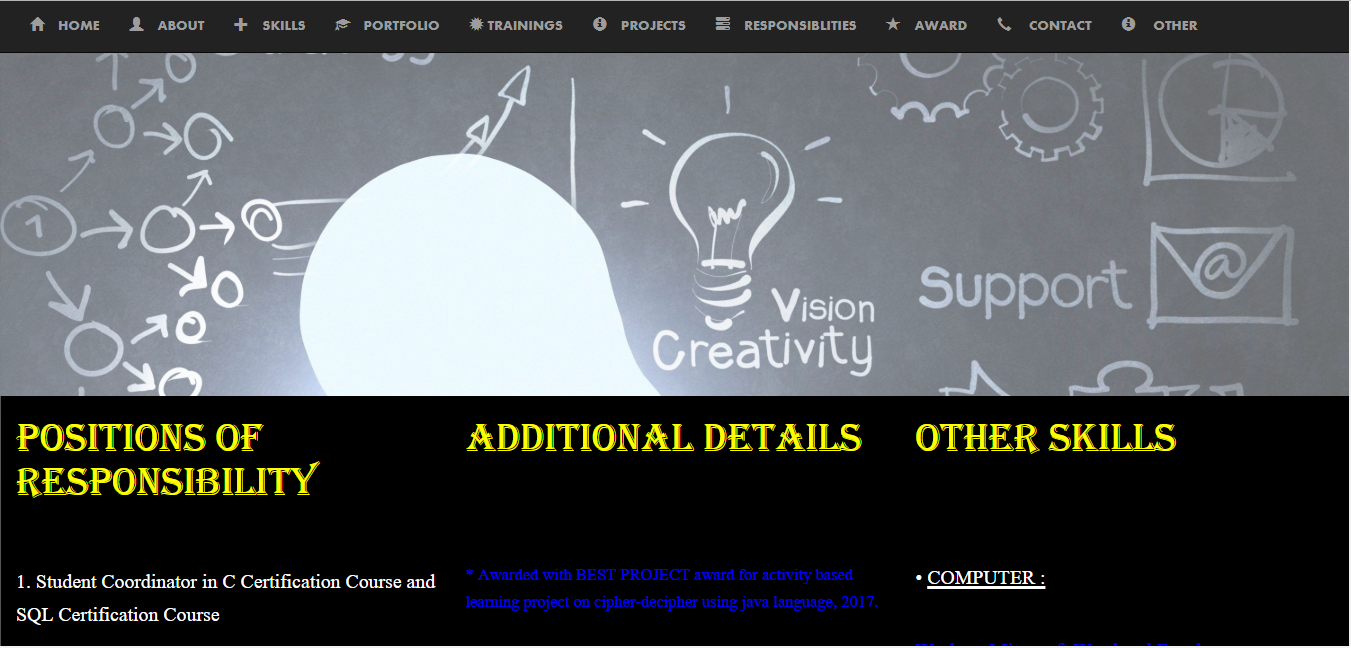 HOME ABOUT SKILLS PORTFOLIO TRAININGS PROJECTS RESPONSIBLITIES AWARD CONTACT OTHER
1
Vision
Creativity
Support
@
POSITIONS OF
RESPONSIBILITY
1. Student Coordinator in C Certification Course and
SQL Certification Course
ADDITIONAL DETAILS
* Awarded with BEST PROJECT award for activity based
learning project on cipher-decipher using java language, 2017.
OTHER SKILLS
• COMPUTER :